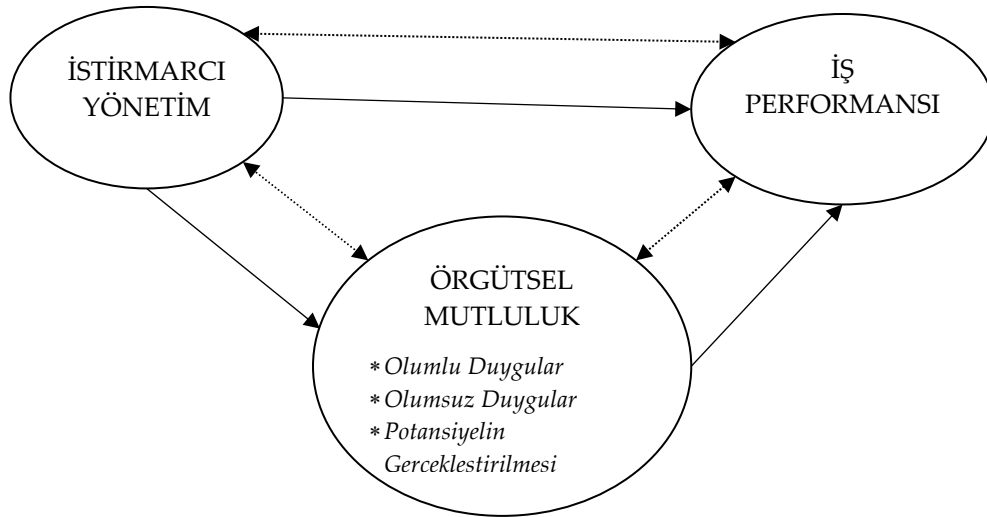 İSTİRMARCI
YÖNETİM
İŞ
PERFORMANSI
ÖRGÜTSEL
MUTLULUK
* Olumlu Duygular
* Olumsuz Duygular
* Potansiyelin
Gerceklestirilmesi